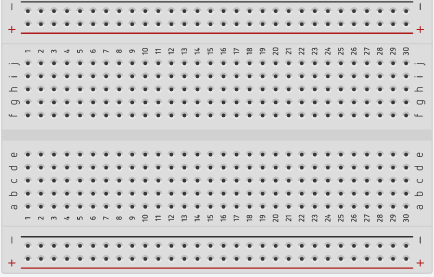 − −
+ +
1 2 3 4 5 6 7 8 9 10 11 12 13 14 15 16 17 18 19 20 21 22 23 24 25 26 27 28 29 30
j j
i i
h h
g g
f f
e e
d d
c c
b b
a a
1 2 3 4 5 6 7 8 9 10 11 12 13 14 15 16 17 18 19 20 21 22 23 24 25 26 27 28 29 30
− −
+ +